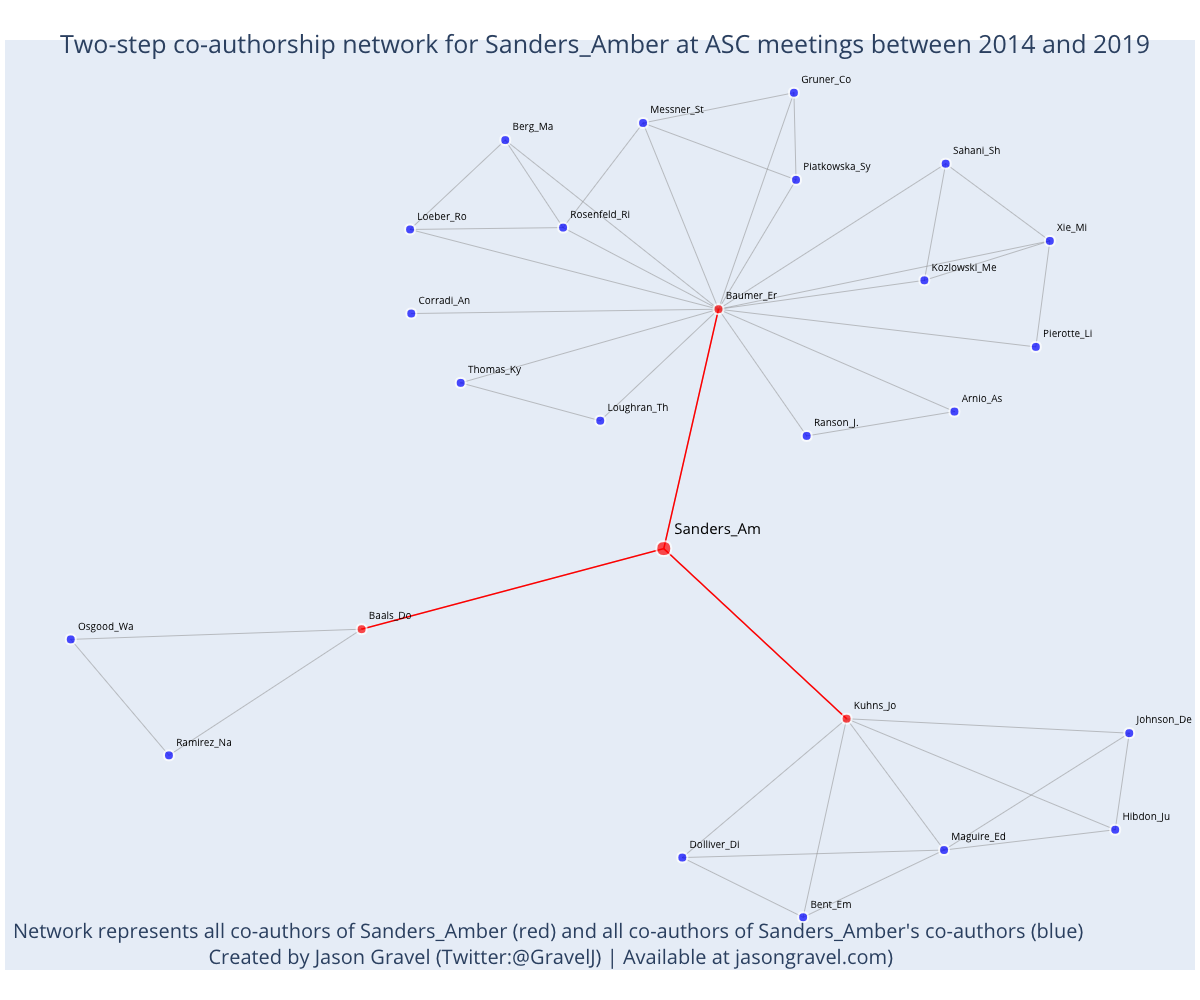 Two-step co-authorship network for Sanders_Amber at ASC meetings between 2014 and 2019
Gruner_Co
Messner_St
Berg_Ma
Sahani_Sh
Piatkowska_Sy
Loeber_Ro
Rosenfeld_Ri
Xie_Mi
Kozlowski_Me
Corradi_An
Baumer_Er
Pierotte_Li
Thomas_Ky
Loughran_Th
Arnio_As
Ranson_J.
Sanders_Am
Osgood_Wa
Baals_Do
Ramirez_Na
Kuhns_Jo
Johnson_De
Hibdon_Ju
Maguire_Ed
Dolliver_Di
Bent_Em
Network represents all co-authors of Sanders_Amber (red) and all co-authors of Sanders_Amber's co-authors (blue)
Created by Jason Gravel (Twitter:@GravelJ) | Available at jasongravel.com)